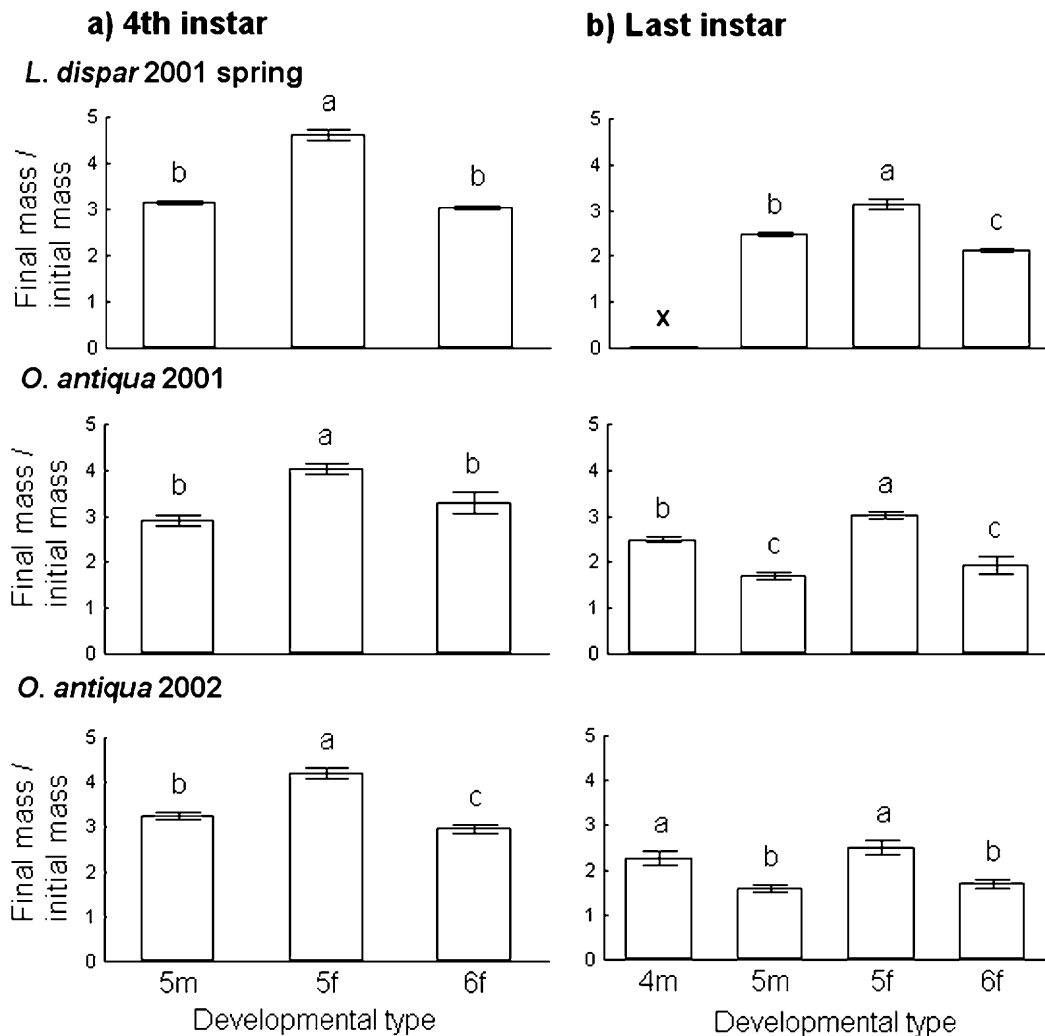 a) 4th instar
b) Last instar
L. dispar 2001 spring
Final mass /
initial mass
5
4
3
2
1
0
b
a
b
5
4
3
2
1
0
x
b
a
c
O. antiqua 2001
Final mass /
initial mass
5
4
3
2
1
0
b
a
b
5
4
3
2
1
0
b
c
a
c
O. antiqua 2002
Final mass /
initial mass
5
4
3
2
1
0
b
a
c
5m
5f
6f
Developmental type
5
4
3
2
1
0
a
b
a
b
4m
5m
5f
6f
Developmental type